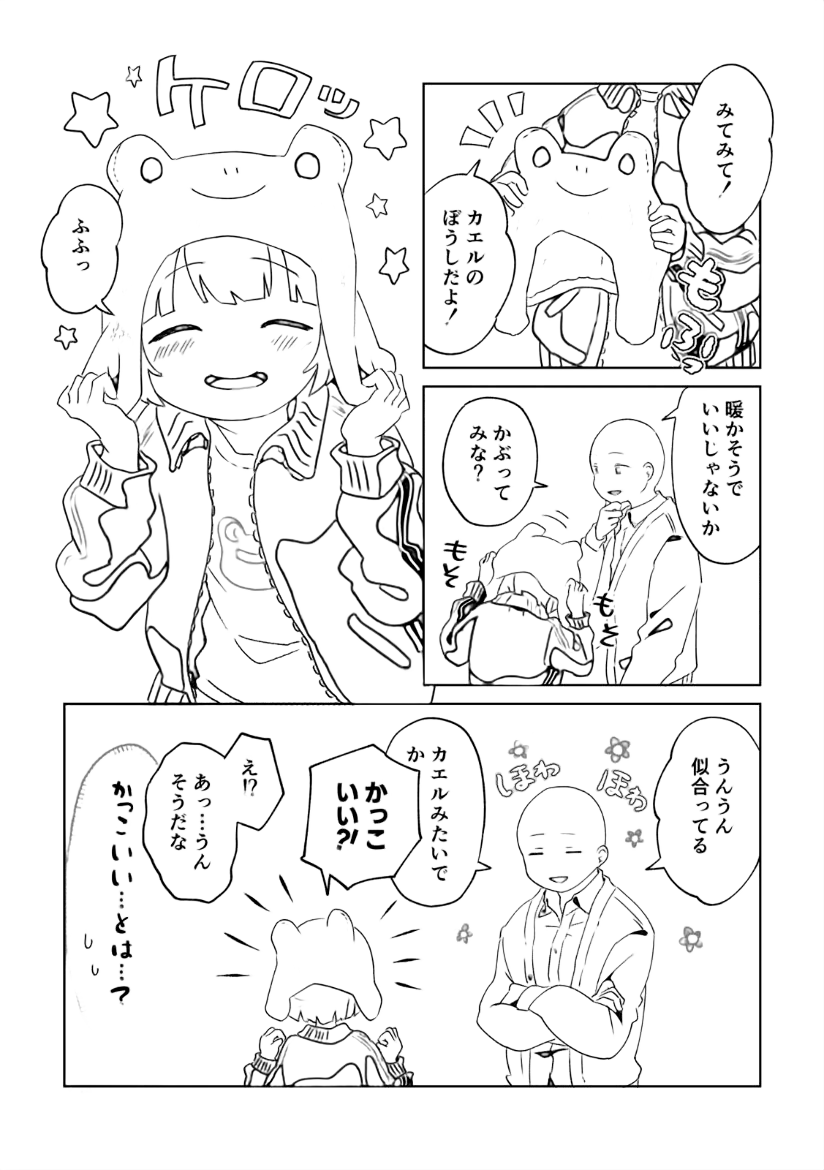 みてみて！
カエルの
ぼうしだよ！
もふっ
暖かそうで
いいじゃないか
かぶって
みな？
もそ
もそ
ケロッ
ふふっ
うんうん
似合ってる
ほわ
ほわ
カエルみたいで
か
かっこ
いい？！
え！？
あっ…うん
そうだな
かっこいい…とは…？